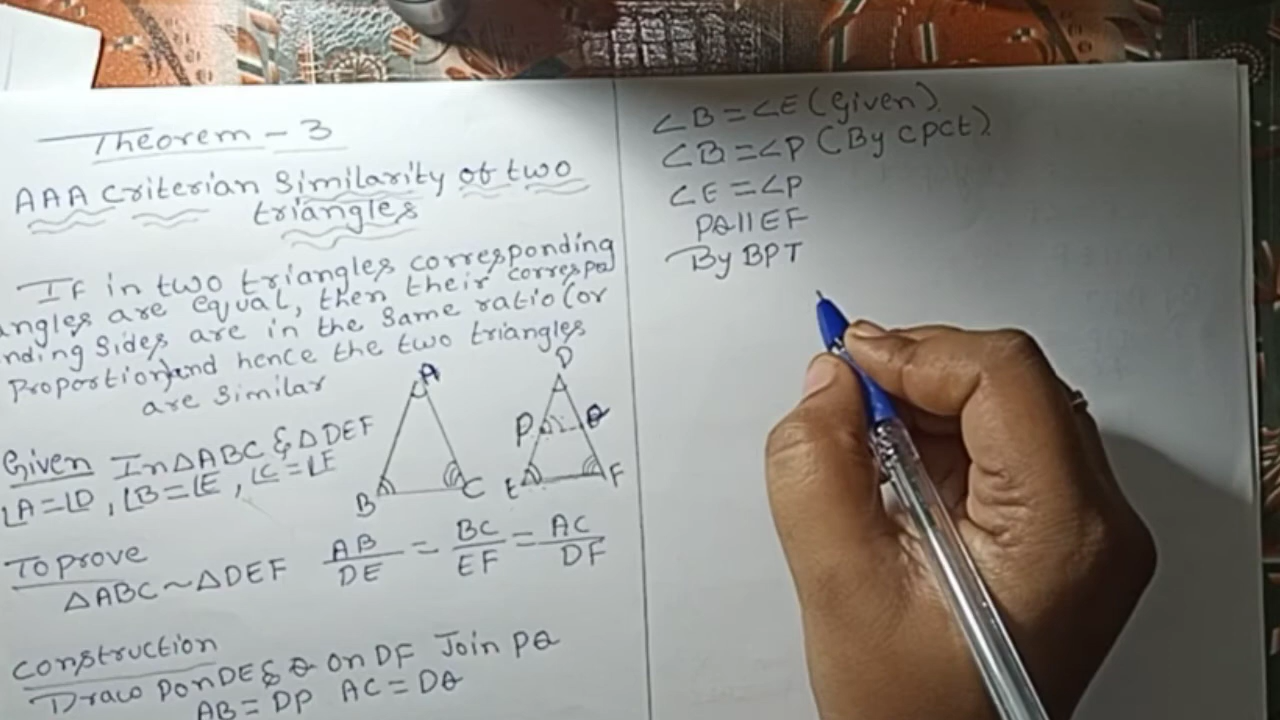 Theorem - 3
AAA Criterian Similarity of two
triangles
If in two triangles corresponding
angles are equal, then their correspo
nding sides are in the same ratio (or
Proportion) and hence the two triangles
are similar
Given In △ABC & △DEF
∠A=∠D, ∠B=∠E, ∠C=∠F
A
B
C
D
P
Q
E
F
To prove
△ABC ~ △DEF AB/DE = BC/EF = AC/DF
Construction
Draw P on DE & Q on DF Join PQ
AB = DP AC = DQ
∠B = ∠E (Given)
∠B = ∠P (By CPCt)
∠E = ∠P
PQ || EF
By BPT